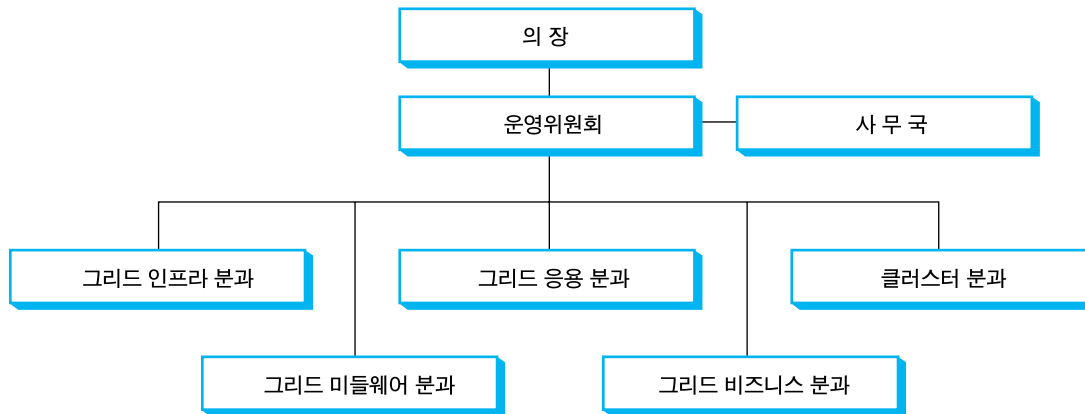 의 장
운영위원회
사 무 국
그리드 인프라 분과
그리드 응용 분과
클러스터 분과
그리드 미들웨어 분과
그리드 비즈니스 분과